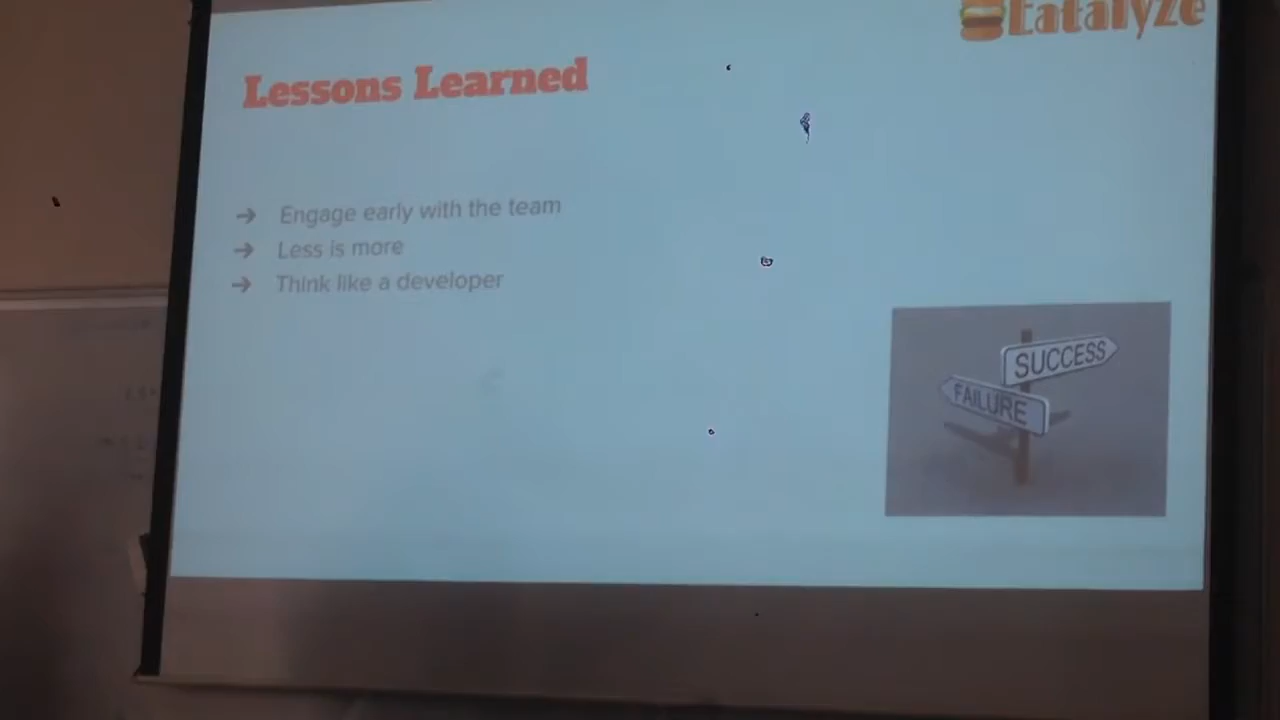 Eatalyze
Lessons Learned
→ Engage early with the team
→ Less is more
→ Think like a developer
SUCCESS
FAILURE